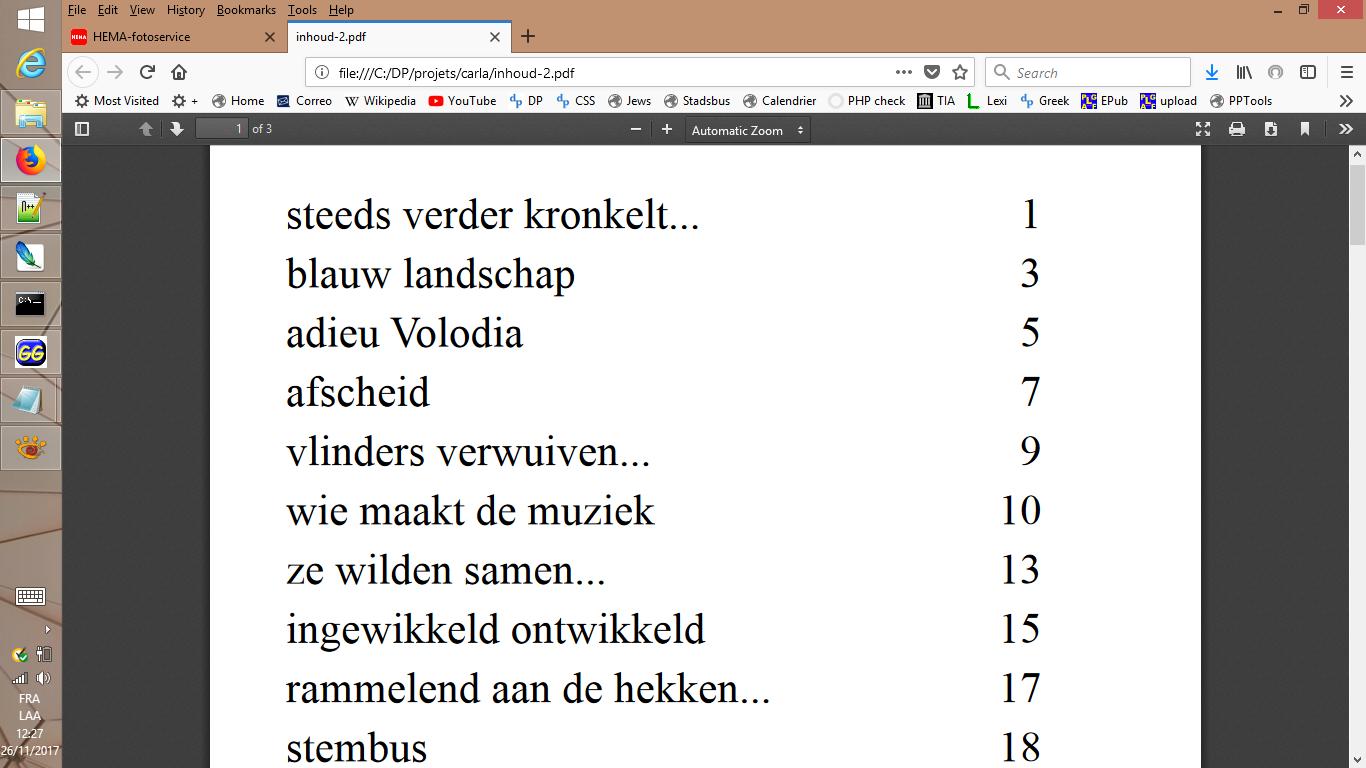 File Edit View History Bookmarks Tools Help
HEMA HEMA-fotoservice inhoud-2.pdf
file:///C:/DP/projets/carla/inhoud-2.pdf Search
Most Visited + Home Correo Wikipedia YouTube DP CSS Jews Stadsbus Calendrier PHP check TIA Lexi Greek EPub upload PPTools
1 of 3 Automatic Zoom
steeds verder kronkelt... 1
blauw landschap 3
adieu Volodia 5
afscheid 7
vlinders verwuiven... 9
wie maakt de muziek 10
ze wilden samen... 13
ingewikkeld ontwikkeld 15
rammelend aan de hekken... 17
stembus 18
FRA
LAA
12:27
26/11/2017